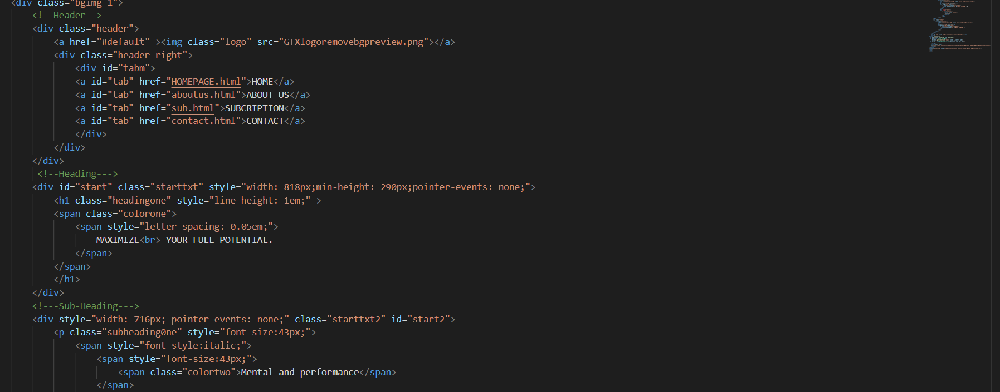 <div class="bgimg-1">
<!--Header-->
<div class="header">
<a href="#default" ><img class="logo" src="GTXlogoremovebgpreview.png"></a>
<div class="header-right">
<div id="tabm">
<a id="tab" href="HOMEPAGE.html">HOME</a>
<a id="tab" href="aboutus.html">ABOUT US</a>
<a id="tab" href="sub.html">SUBCRIPTION</a>
<a id="tab" href="contact.html">CONTACT</a>
</div>
</div>
</div>
<!--Heading--->
<div id="start" class="starttxt" style="width: 818px;min-height: 290px;pointer-events: none;">
<h1 class="headingone" style="line-height: 1em;" >
<span class="colorone">
<span style="letter-spacing: 0.05em;">
MAXIMIZE<br> YOUR FULL POTENTIAL.
</span>
</span>
</h1>
</div>
<!---Sub-Heading--->
<div style="width: 716px; pointer-events: none;" class="starttxt2" id="start2">
<p class="subheading0ne" style="font-size:43px;">
<span style="font-style:italic;">
<span style="font-size:43px;">
<span class="colortwo">Mental and performance</span>
</span>